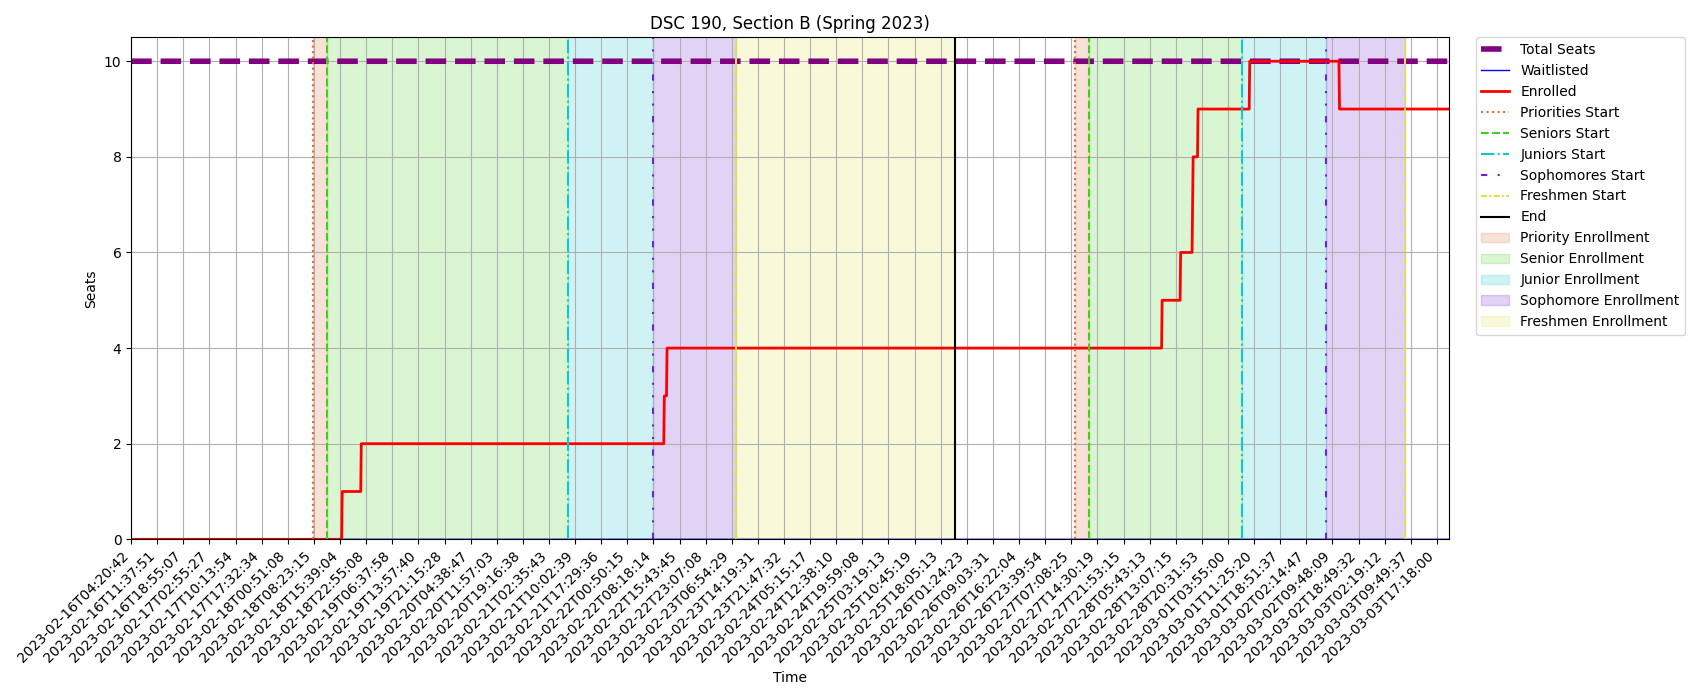 DSC 190, Section B (Spring 2023)
Seats
10
8
6
4
2
0
2023-02-16T04:20:42
2023-02-16T11:37:51
2023-02-16T18:55:07
2023-02-17T02:55:27
2023-02-17T10:13:54
2023-02-17T17:32:34
2023-02-18T00:51:08
2023-02-18T08:23:15
2023-02-18T15:39:04
2023-02-18T22:55:08
2023-02-19T06:37:58
2023-02-19T13:57:40
2023-02-19T21:15:28
2023-02-20T04:38:47
2023-02-20T11:57:03
2023-02-20T19:16:38
2023-02-21T02:35:43
2023-02-21T10:02:39
2023-02-21T17:29:36
2023-02-22T00:50:15
2023-02-22T08:18:14
2023-02-22T15:43:45
2023-02-22T23:07:08
2023-02-23T06:54:29
2023-02-23T14:19:31
2023-02-23T21:47:32
2023-02-24T05:15:17
2023-02-24T12:38:10
2023-02-24T19:59:08
2023-02-25T03:19:13
2023-02-25T10:45:19
2023-02-25T18:05:13
2023-02-26T01:24:23
2023-02-26T09:03:31
2023-02-26T16:22:04
2023-02-26T23:39:54
2023-02-27T07:08:25
2023-02-27T14:30:19
2023-02-27T21:53:15
2023-02-28T05:43:13
2023-02-28T13:07:15
2023-02-28T20:31:53
2023-03-01T03:55:00
2023-03-01T11:25:20
2023-03-01T18:51:37
2023-03-02T02:14:47
2023-03-02T09:48:09
2023-03-02T18:49:32
2023-03-03T02:19:12
2023-03-03T09:49:37
2023-03-03T17:18:00
Time
Total Seats
Waitlisted
Enrolled
Priorities Start
Seniors Start
Juniors Start
Sophomores Start
Freshmen Start
End
Priority Enrollment
Senior Enrollment
Junior Enrollment
Sophomore Enrollment
Freshmen Enrollment